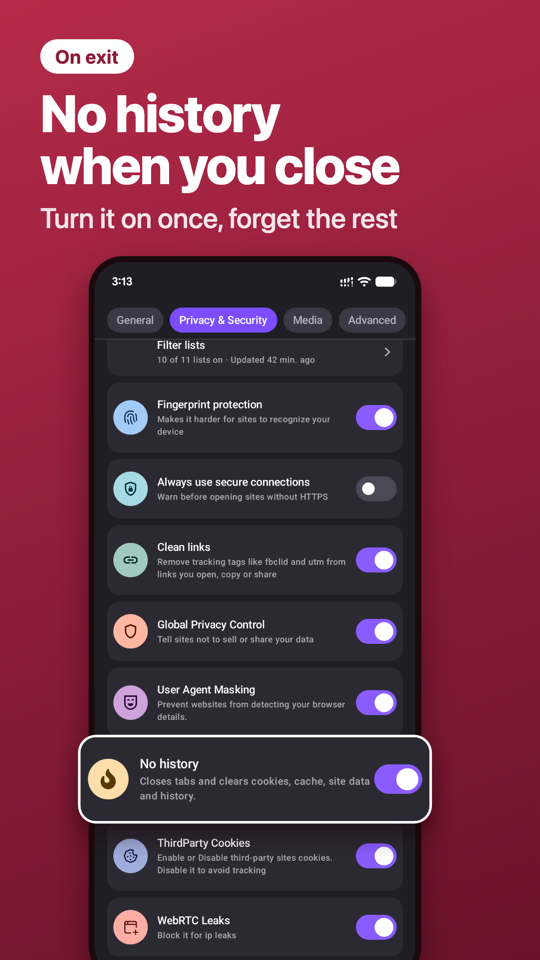 On exit
No history
when you close
Turn it on once, forget the rest
3:13
General
Privacy & Security
Media
Advanced
Filter lists
10 of 11 lists on · Updated 42 min. ago
Fingerprint protection
Makes it harder for sites to recognize your
device
Always use secure connections
Warn before opening sites without HTTPS
Clean links
Remove tracking tags like fbclid and utm from
links you open, copy or share
Global Privacy Control
Tell sites not to sell or share your data
User Agent Masking
Prevent websites from detecting your browser
details.
No history
Closes tabs and clears cookies, cache, site data
and history.
ThirdParty Cookies
Enable or Disable third-party sites cookies.
Disable it to avoid tracking
WebRTC Leaks
Block it for ip leaks